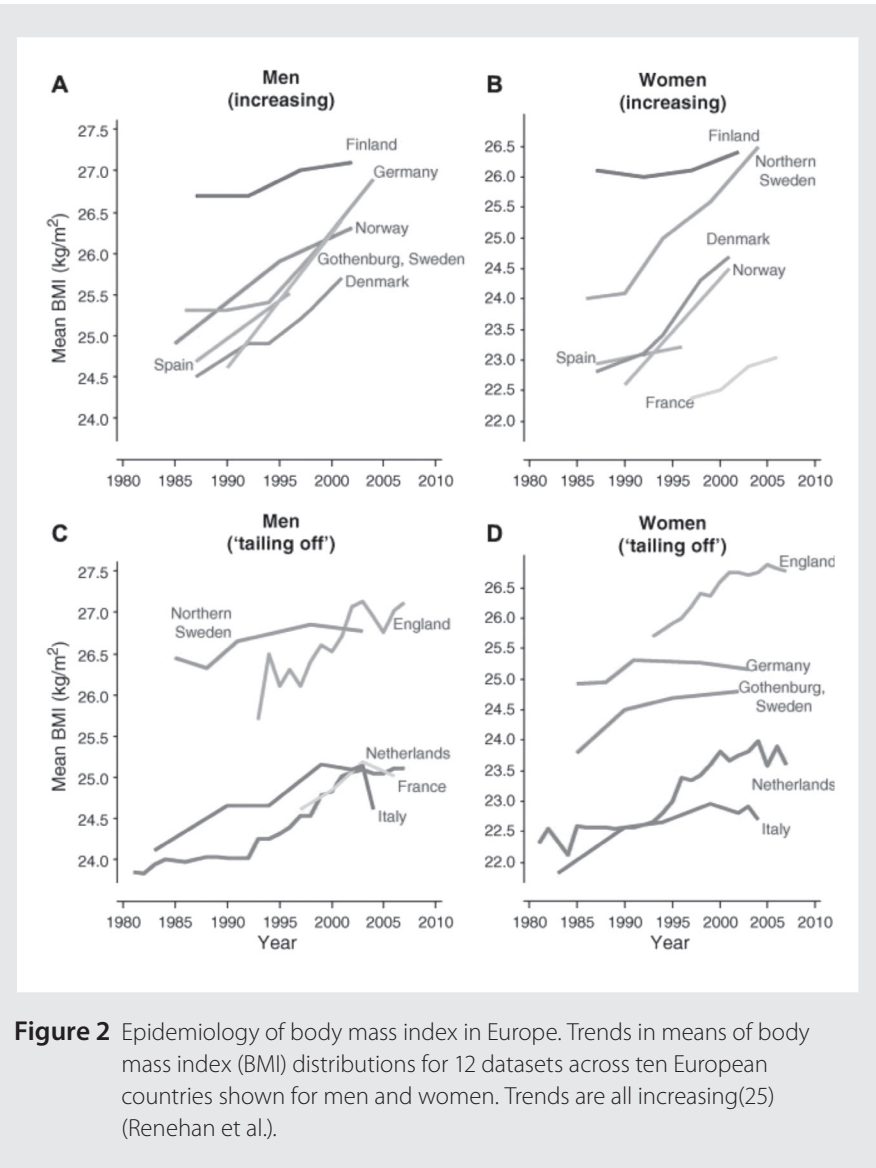 A
Men
(increasing)
27.5
27.0
26.5
26.0
25.5
25.0
24.5
24.0
Mean BMI (kg/m²)
Finland
Germany
Norway
Gothenburg, Sweden
Denmark
Spain
1980 1985 1990 1995 2000 2005 2010
B
Women
(increasing)
26.5
26.0
25.5
25.0
24.5
24.0
23.5
23.0
22.5
22.0
Finland
Northern
Sweden
Denmark
Norway
Spain
France
1980 1985 1990 1995 2000 2005 2010
C
Men
('tailing off')
27.5
27.0
26.5
26.0
25.5
25.0
24.5
24.0
Mean BMI (kg/m²)
Northern
Sweden
England
Netherlands
France
Italy
1980 1985 1990 1995 2000 2005 2010
Year
D
Women
('tailing off')
26.5
26.0
25.5
25.0
24.5
24.0
23.5
23.0
22.5
22.0
England
Germany
Gothenburg,
Sweden
Netherlands
Italy
1980 1985 1990 1995 2000 2005 2010
Year
Figure 2 Epidemiology of body mass index in Europe. Trends in means of body
mass index (BMI) distributions for 12 datasets across ten European
countries shown for men and women. Trends are all increasing(25)
(Renehan et al.).